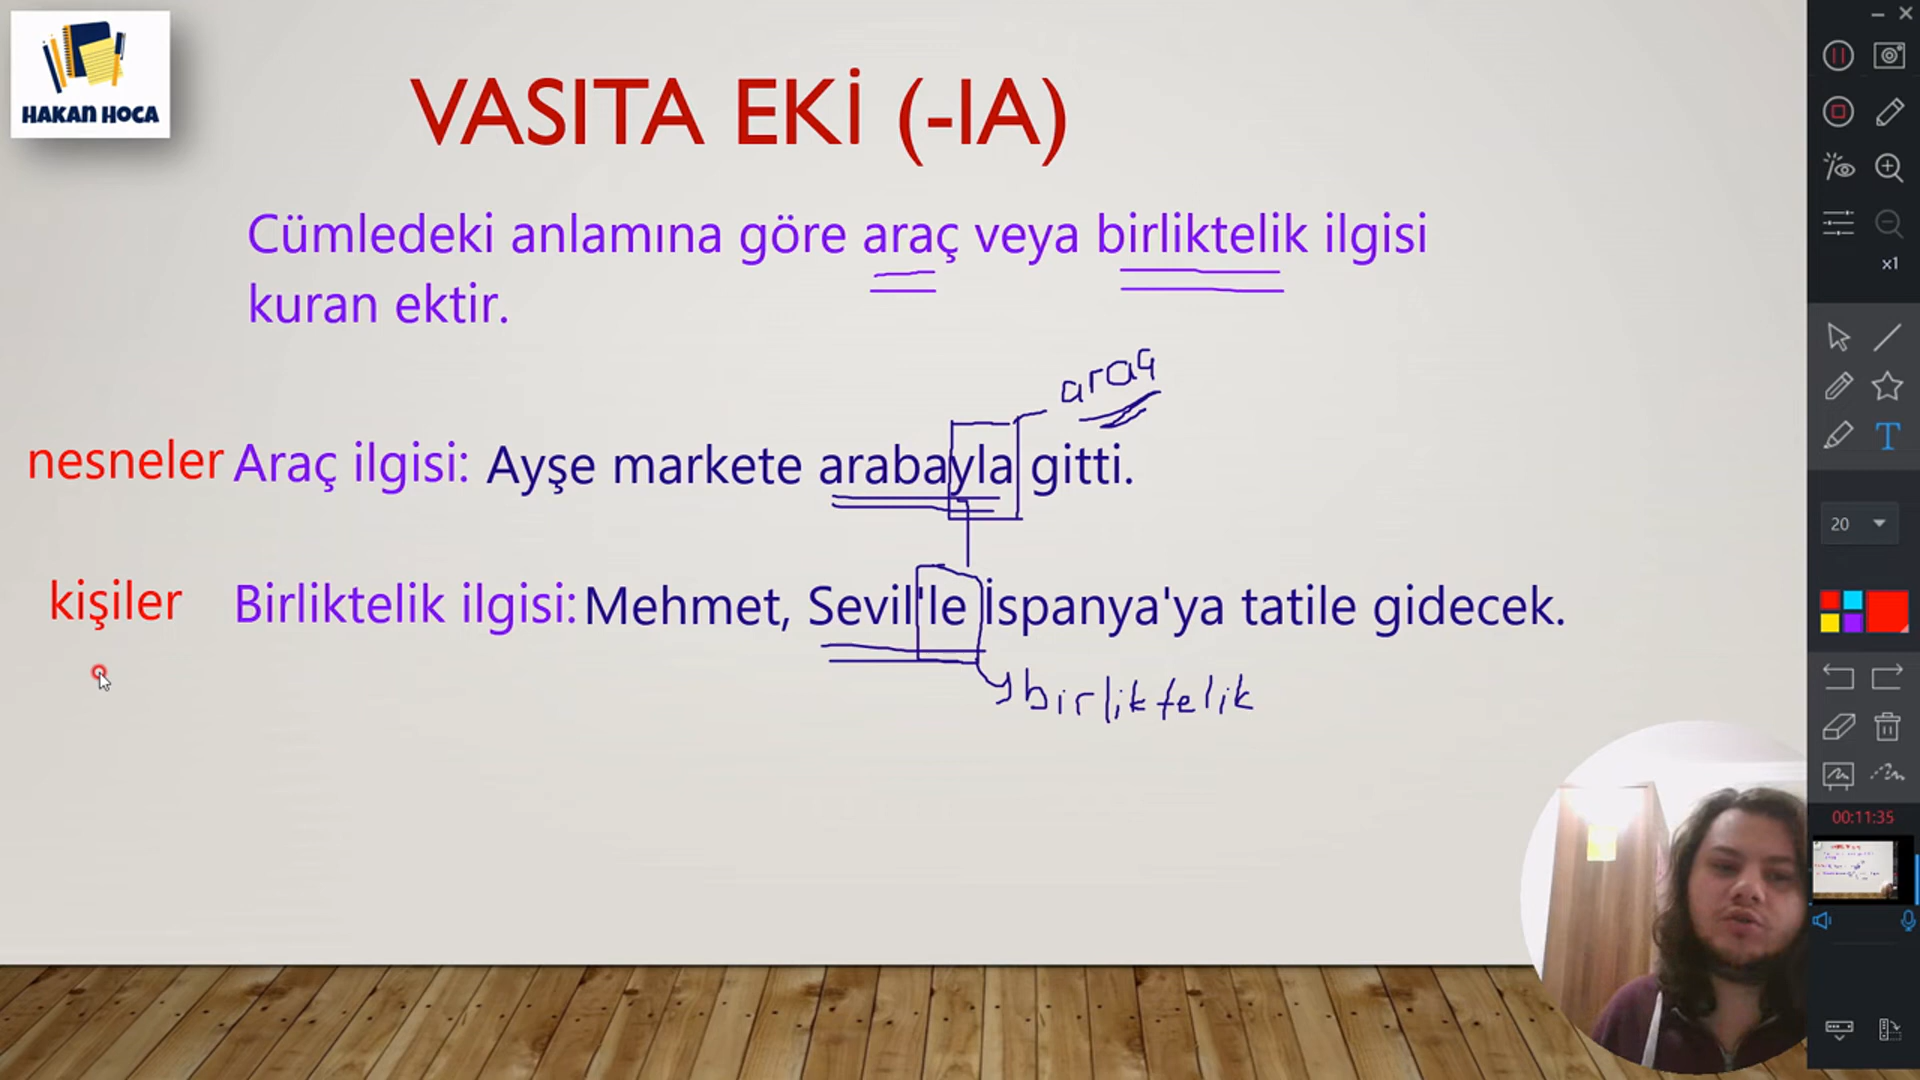 HAKAN HOCA
VASITA EKİ (-lA)
Cümledeki anlamına göre araç veya birliktelik ilgisi
kuran ektir.
araç
nesneler Araç ilgisi: Ayşe markete arabayla gitti.
kişiler Birliktelik ilgisi: Mehmet, Sevil'le İspanya'ya tatile gidecek.
birliktelik
x1
T
20
00:11:35